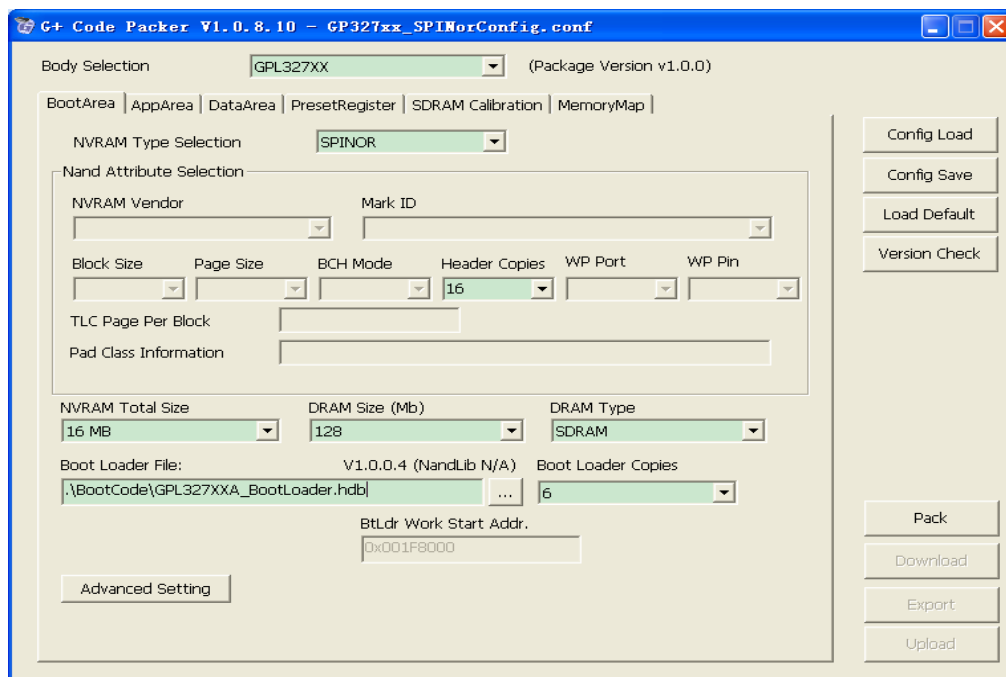 G+ Code Packer V1.0.8.10 - GP327xx_SPINorConfig.conf
Body Selection GPL327XX (Package Version v1.0.0)
BootArea AppArea DataArea PresetRegister SDRAM Calibration MemoryMap
NVRAM Type Selection SPINOR
Nand Attribute Selection
NVRAM Vendor Mark ID
Block Size Page Size BCH Mode Header Copies WP Port WP Pin
16
TLC Page Per Block
Pad Class Information
NVRAM Total Size DRAM Size (Mb) DRAM Type
16 MB 128 SDRAM
Boot Loader File: V1.0.0.4 (NandLib N/A) Boot Loader Copies
.\BootCode\GPL327XXA_BootLoader.hdb ... 6
BtLdr Work Start Addr.
0x001F8000
Advanced Setting
Config Load
Config Save
Load Default
Version Check
Pack
Download
Export
Upload